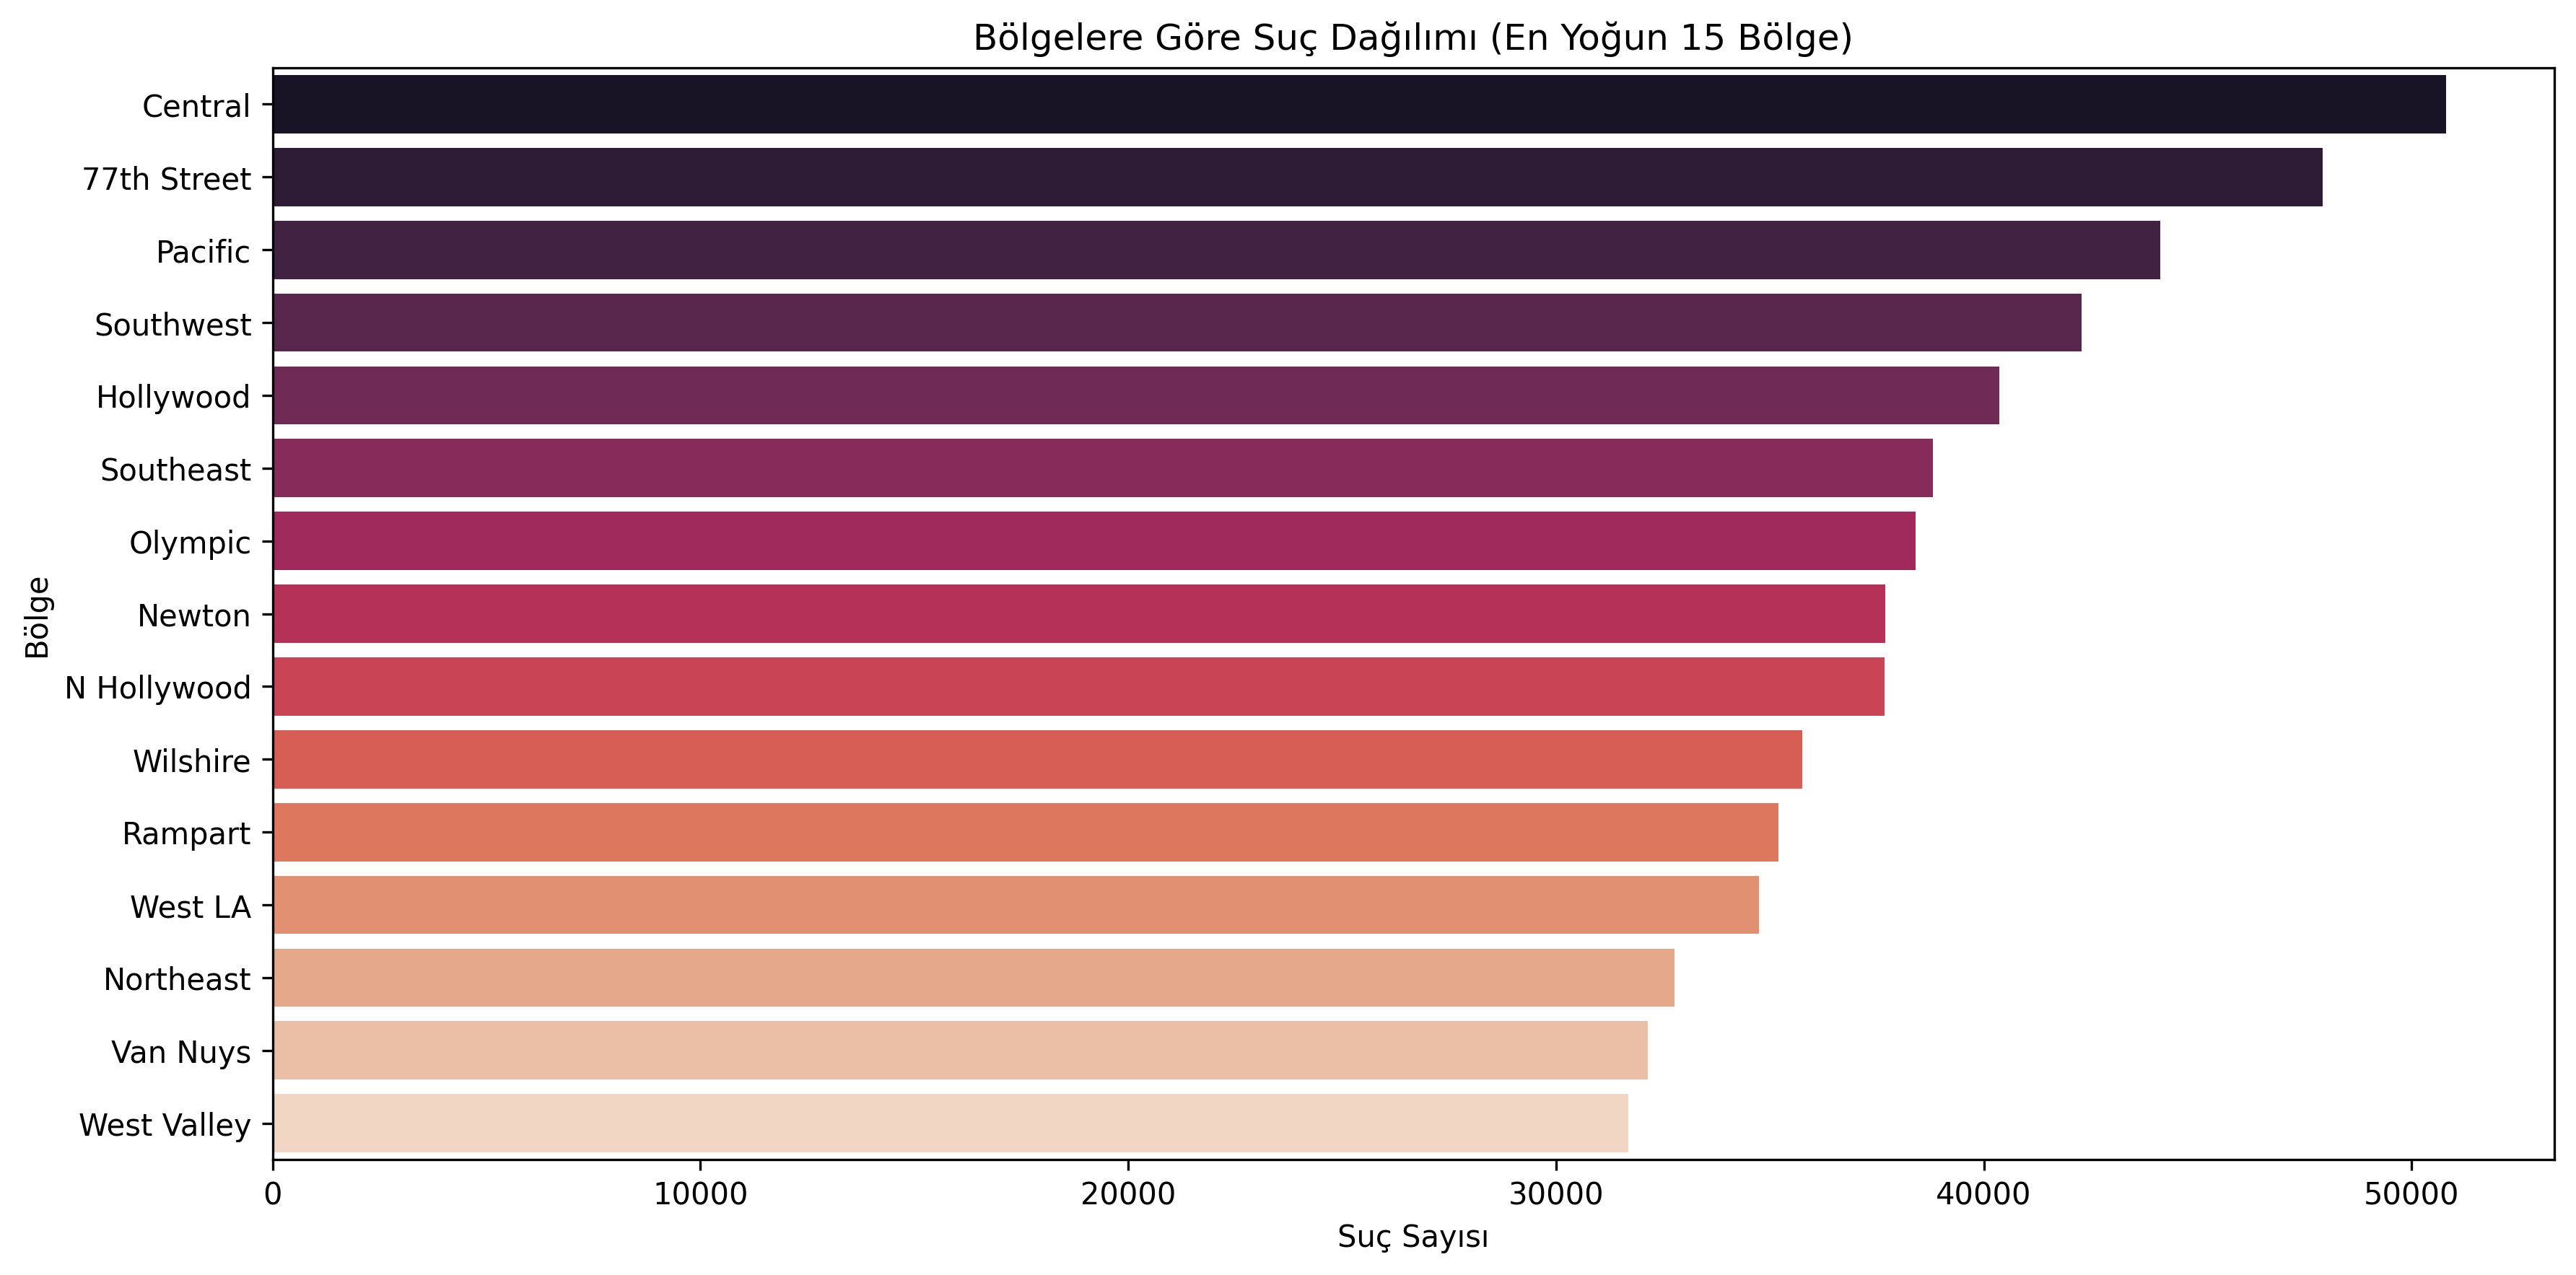 Bölgelere Göre Suç Dağılımı (En Yoğun 15 Bölge)
Bölge
Central
77th Street
Pacific
Southwest
Hollywood
Southeast
Olympic
Newton
N Hollywood
Wilshire
Rampart
West LA
Northeast
Van Nuys
West Valley
0 10000 20000 30000 40000 50000
Suç Sayısı